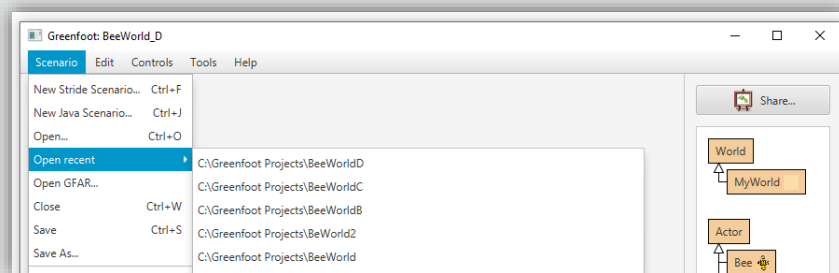 Greenfoot: BeeWorld_D
Scenario Edit Controls Tools Help
New Stride Scenario... Ctrl+F
New Java Scenario... Ctrl+J
Open... Ctrl+O
Open recent
Open GFAR...
Close Ctrl+W
Save Ctrl+S
Save As...
C:\Greenfoot Projects\BeeWorldD
C:\Greenfoot Projects\BeeWorldC
C:\Greenfoot Projects\BeeWorldB
C:\Greenfoot Projects\BeWorld2
C:\Greenfoot Projects\BeeWorld
Share...
World
MyWorld
Actor
Bee